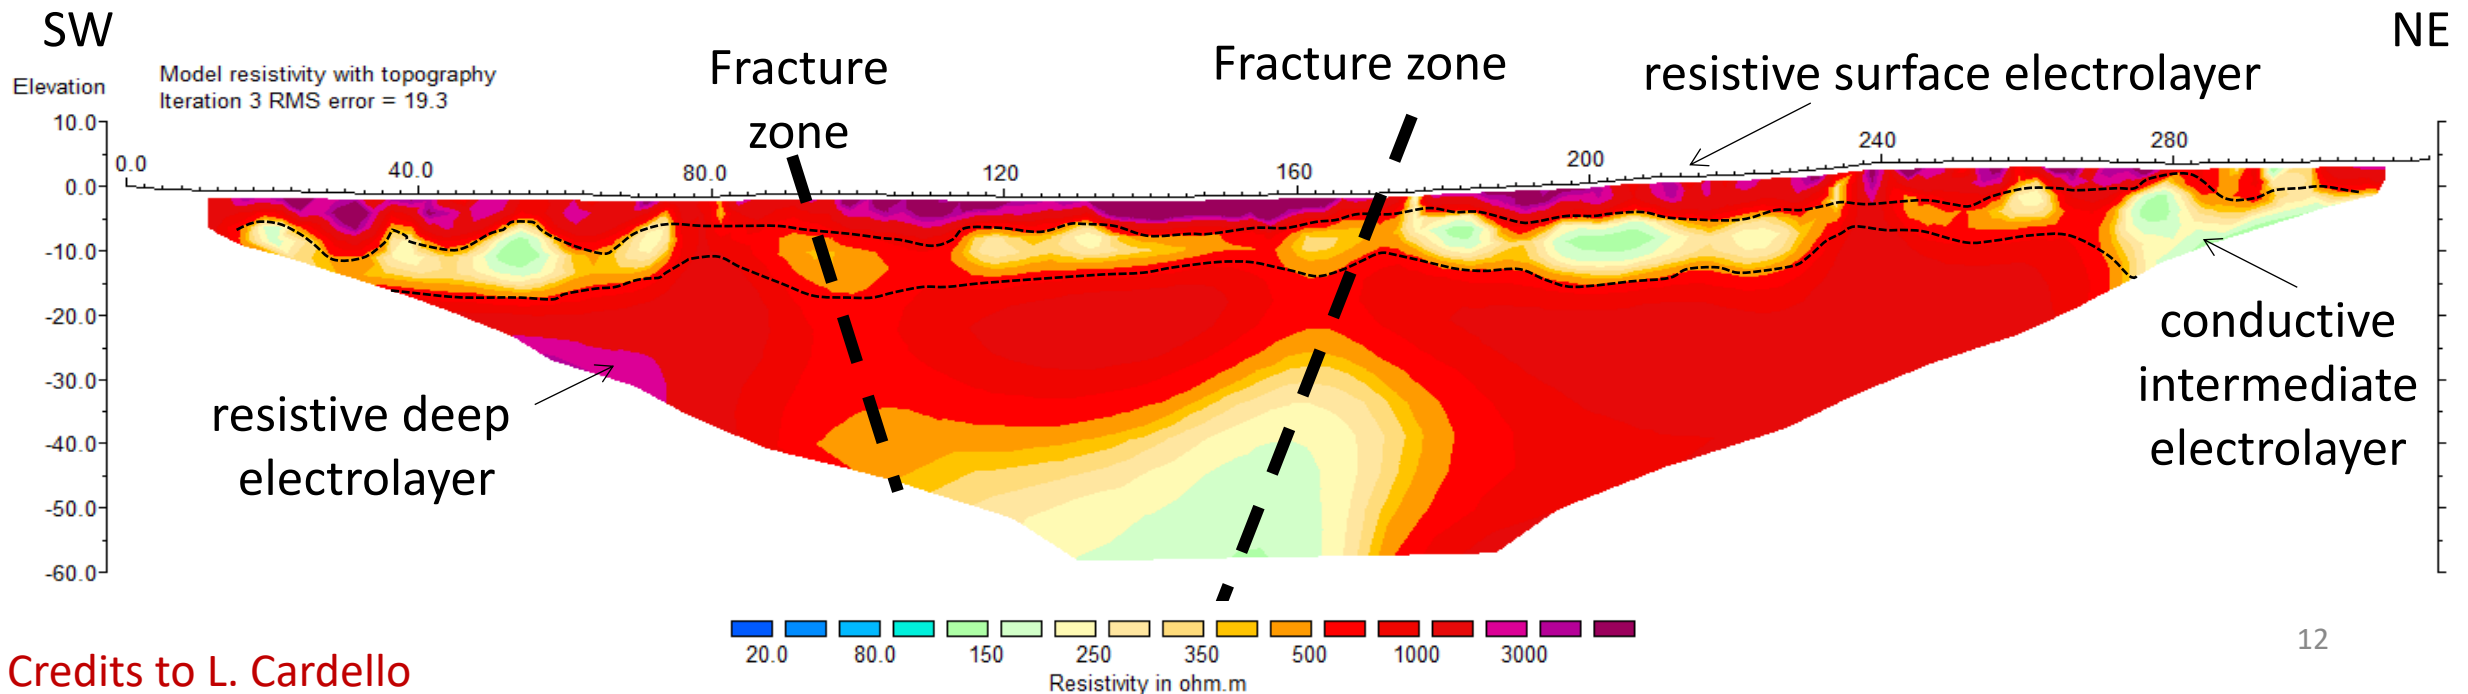 SW
NE
Fracture
zone
Fracture zone
resistive surface electrolayer
Elevation
Model resistivity with topography
Iteration 3 RMS error = 19.3
10.0
0.0
-10.0
-20.0
-30.0
-40.0
-50.0
-60.0
0.0
40.0
80.0
120
160
200
240
280
resistive deep
electrolayer
conductive
intermediate
electrolayer
20.0
80.0
150
250
350
500
1000
3000
Resistivity in ohm.m
Credits to L. Cardello
12